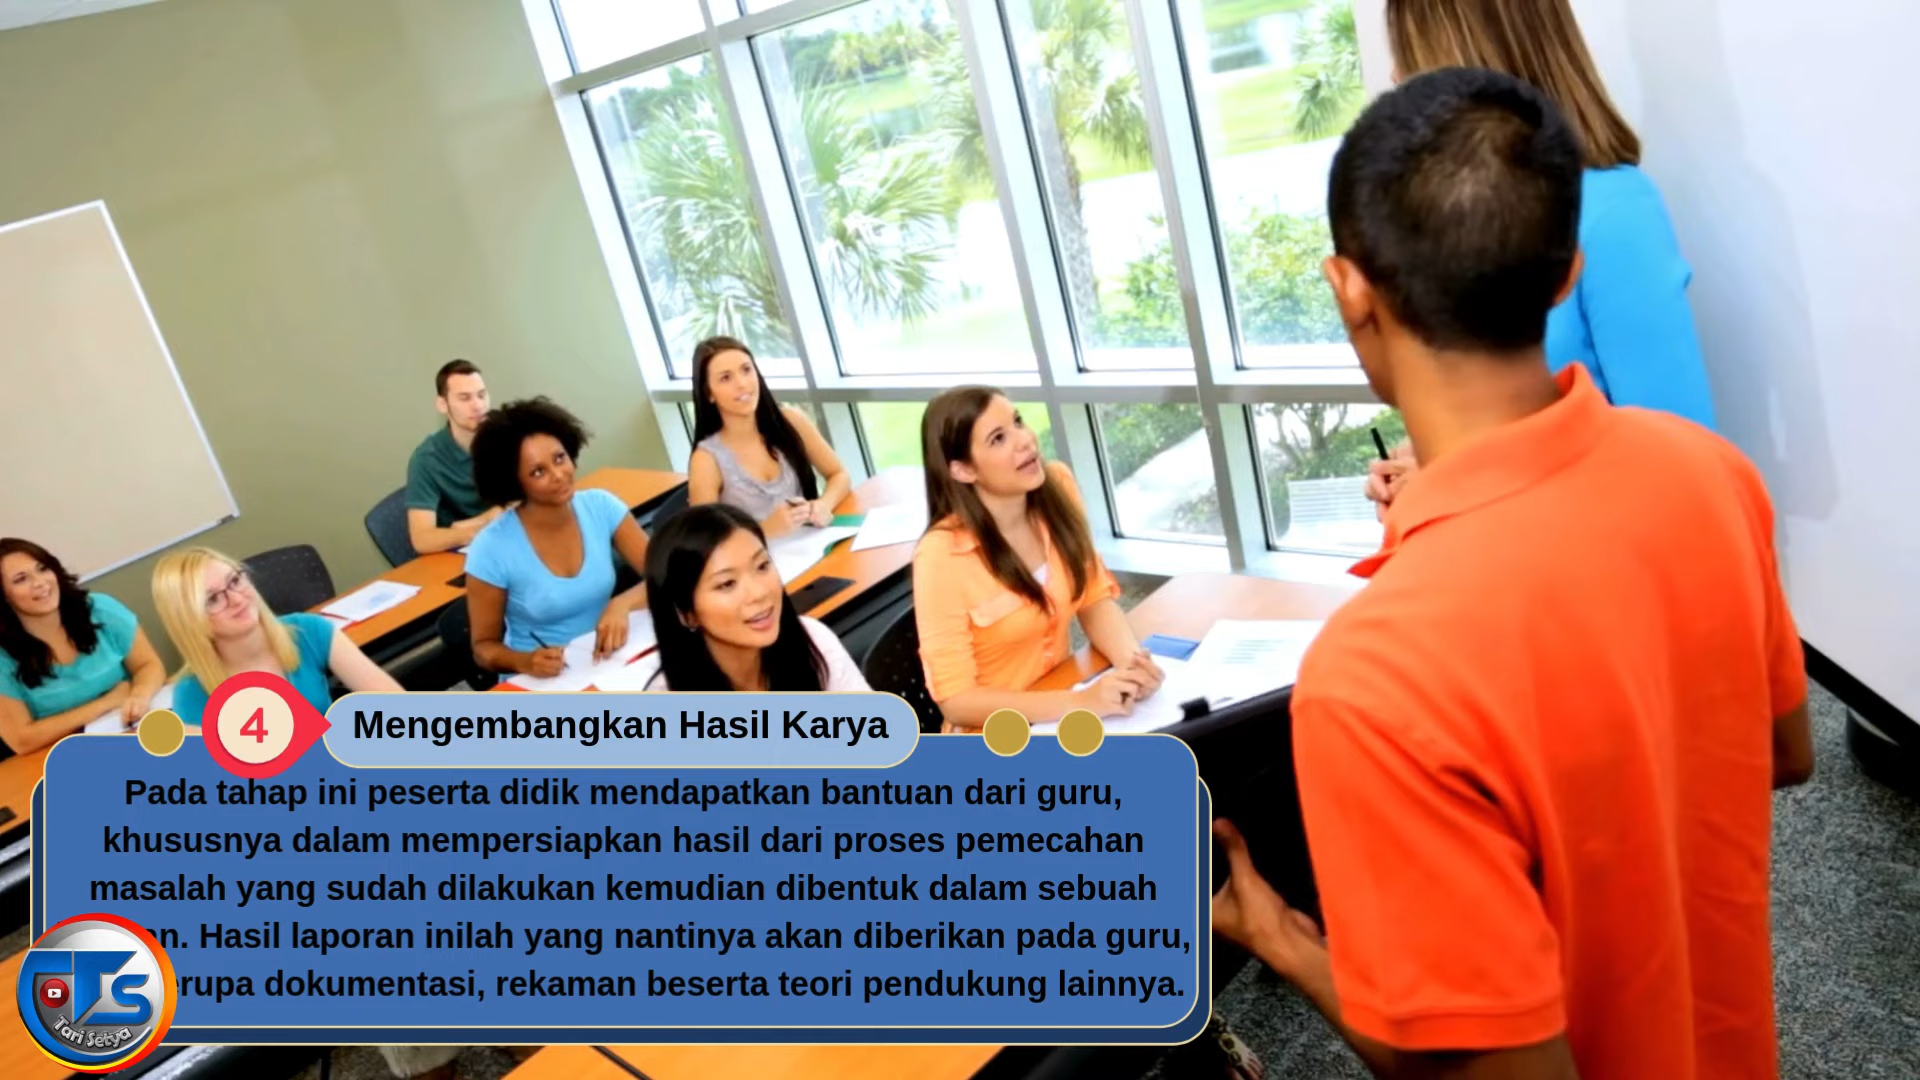 4
Mengembangkan Hasil Karya
Pada tahap ini peserta didik mendapatkan bantuan dari guru,
khususnya dalam mempersiapkan hasil dari proses pemecahan
masalah yang sudah dilakukan kemudian dibentuk dalam sebuah
Hasil laporan inilah yang nantinya akan diberikan pada guru,
dokumentasi, rekaman beserta teori pendukung lainnya.
CTS
Tari Setya